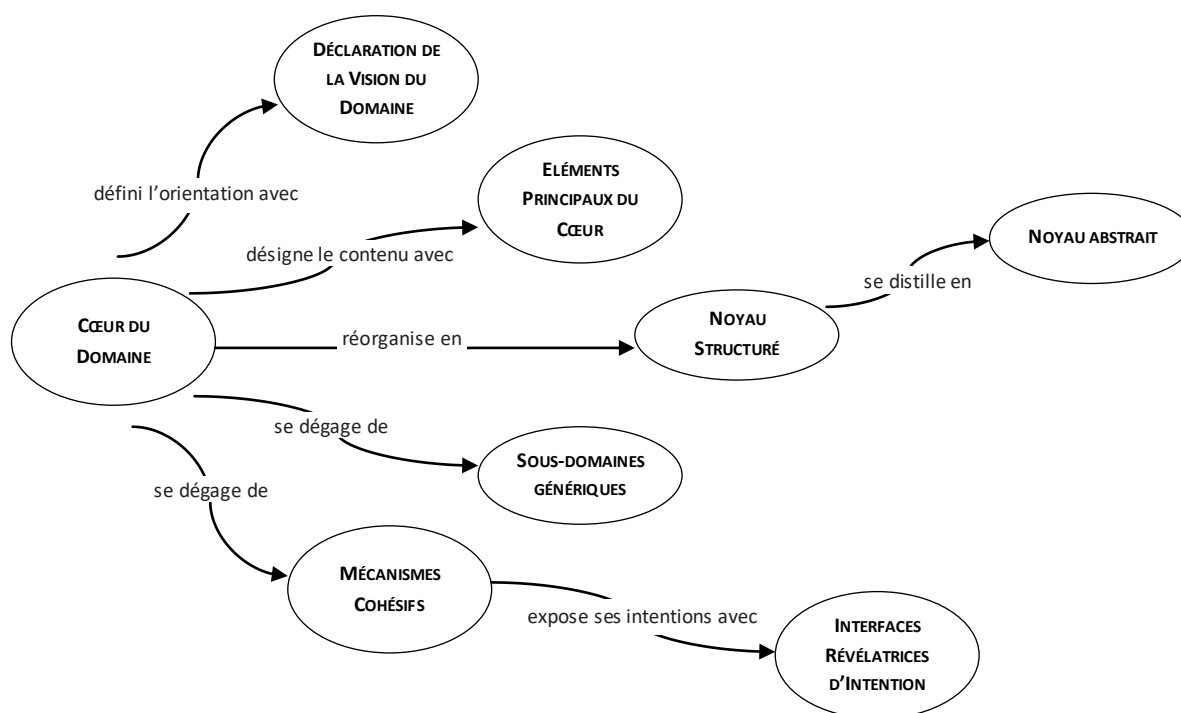 DÉCLARATION DE
LA VISION DU
DOMAINE
défini l'orientation avec
ELÉMENTS
PRINCIPAUX DU
CŒUR
désigne le contenu avec
NOYAU ABSTRAIT
se distille en
CŒUR DU
DOMAINE
réorganise en
NOYAU
STRUCTURÉ
se dégage de
SOUS-DOMAINES
GÉNÉRIQUES
se dégage de
MÉCANISMES
COHÉSIFS
expose ses intentions avec
INTERFACES
RÉVÉLATRICES
D'INTENTION